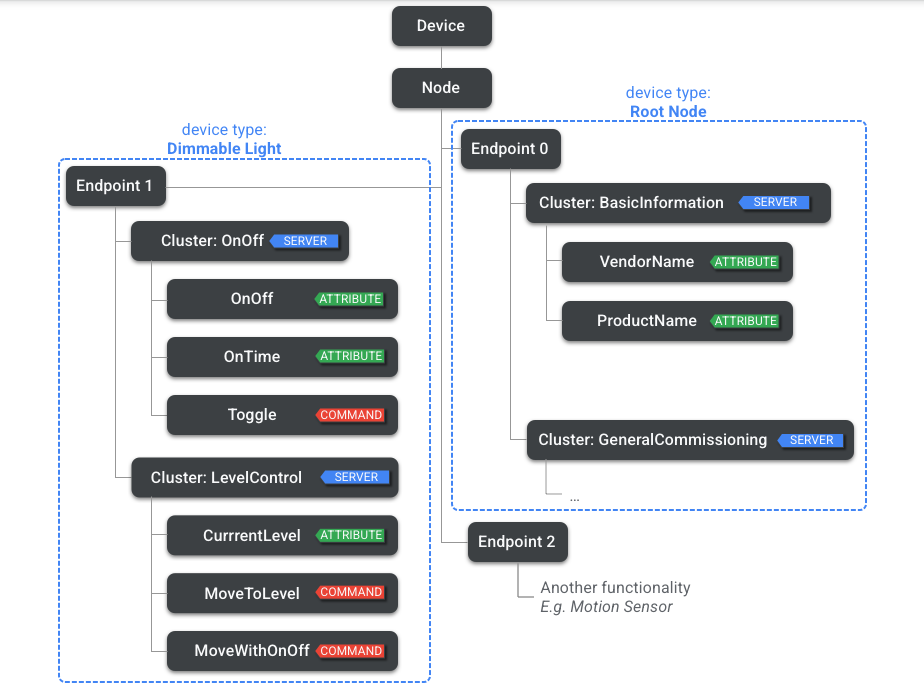 Device
Node
device type:
Root Node
Endpoint 0
Cluster: BasicInformation SERVER
VendorName ATTRIBUTE
ProductName ATTRIBUTE
Cluster: GeneralCommissioning SERVER
...
device type:
Dimmable Light
Endpoint 1
Cluster: OnOff SERVER
OnOff ATTRIBUTE
OnTime ATTRIBUTE
Toggle COMMAND
Cluster: LevelControl SERVER
CurrrentLevel ATTRIBUTE
MoveToLevel COMMAND
MoveWithOnOff COMMAND
Endpoint 2
Another functionality
E.g. Motion Sensor